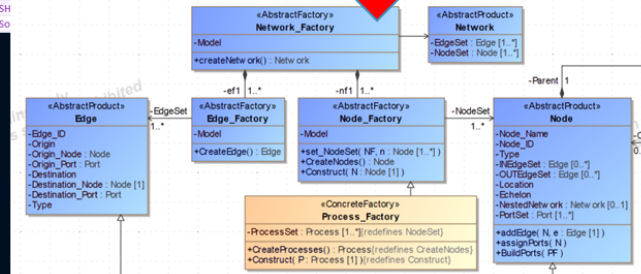 SH
So
«AbstractFactory»
Network_Factory
-Model
+createNetwork() : Network
«AbstractProduct»
Network
-EdgeSet : Edge [1..*]
-NodeSet : Node [1..*]
-ef1 1..*
-nf1 1..*
-Parent 1
«AbstractProduct»
Edge
-Edge_ID
-Origin
-Origin_Node : Node
-Origin_Port : Port
-Destination
-Destination_Node : Node [1]
-Destination_Port : Port
-Type
-EdgeSet
1..*
«AbstractFactory»
Edge_Factory
-Model
+CreateEdge() : Edge
«AbstractFactory»
Node_Factory
-Model
+set_NodeSet( NF, n : Node [1..*] )
+CreateNodes() : Node
+Construct( N : Node [1] )
-NodeSet
1..*
«AbstractProduct»
Node
-Node_Name
-Node_ID
-Type
-INEdgeSet : Edge [0..*]
-OUTEdgeSet : Edge [0..*]
-Location
-Echelon
-NestedNetwork : Network [0..1]
-PortSet : Port [1..*]
+addEdge( N, e : Edge [1] )
+assignPorts( N )
+BuildPorts( PF )
«ConcreteFactory»
Process_Factory
-ProcessSet : Process [1..*]{redefines NodeSet}
+CreateProcesses() : Process{redefines CreateNodes}
+Construct( P : Process [1] ){redefines Construct}